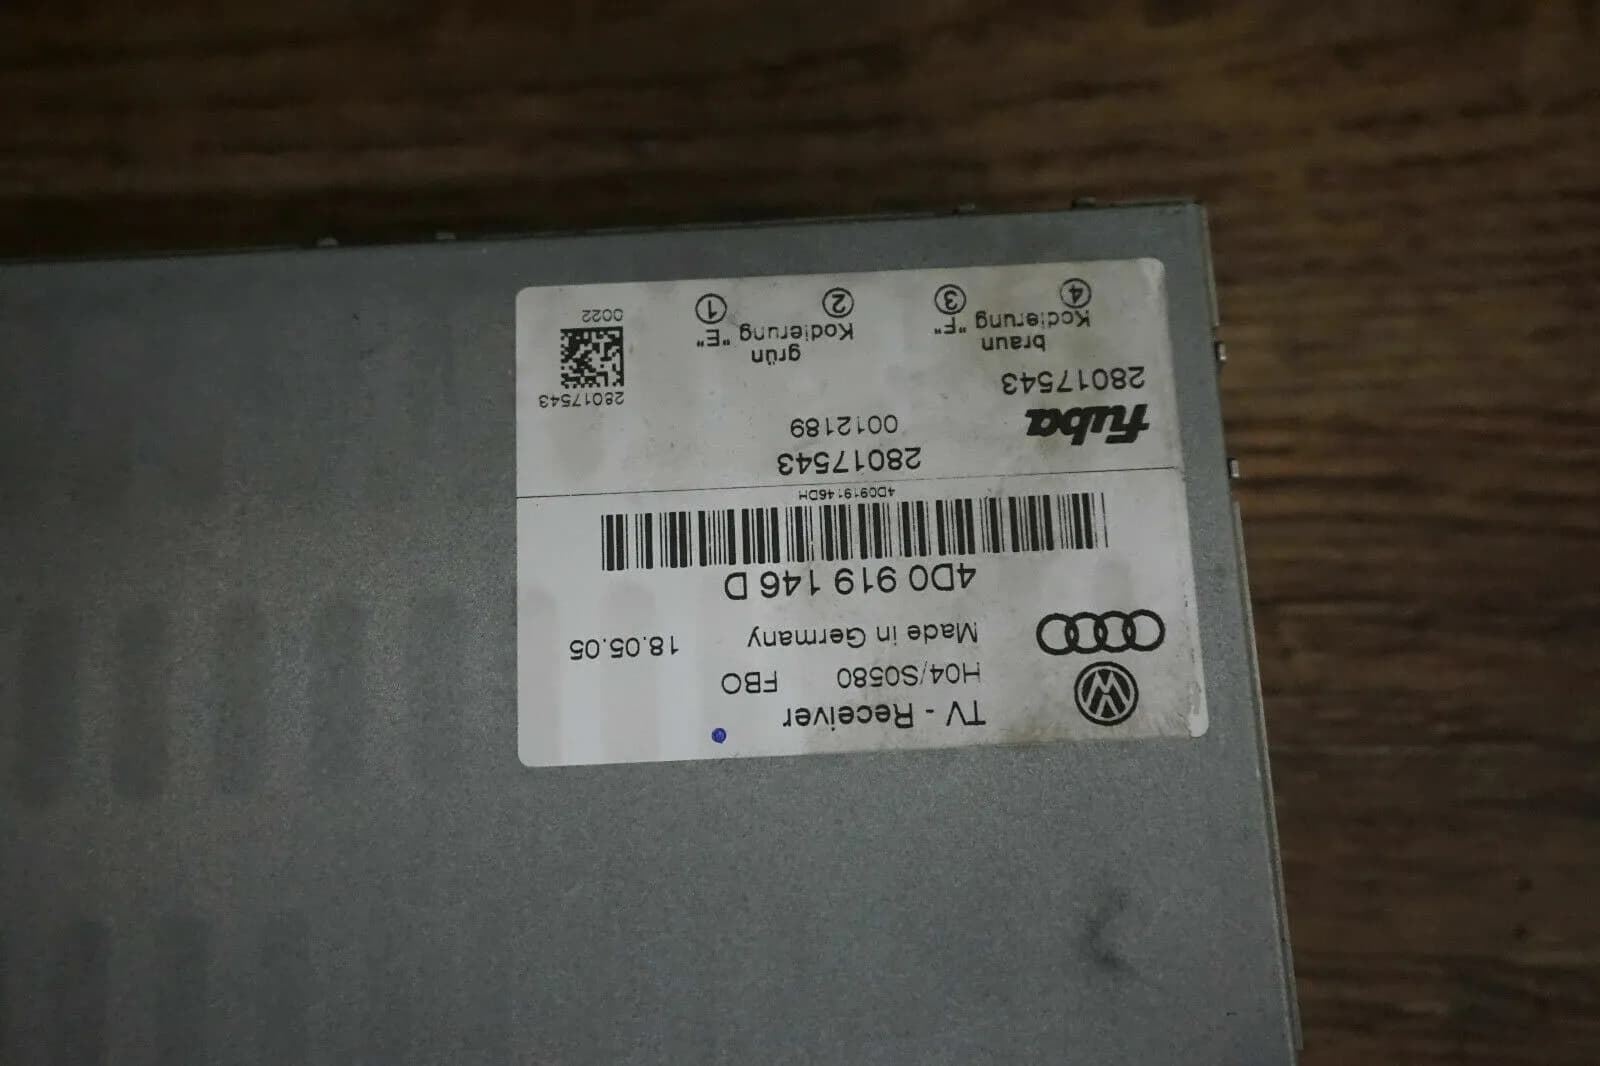 TV - Receiver
H04/S0580 FBO
Made in Germany 18.05.05
4D0 919 146 D
4D0919146DH
28017543
fuba 0012189
28017543 28017543
braun grün
Kodierung "F" Kodierung "E"
4 3 2 1 0022